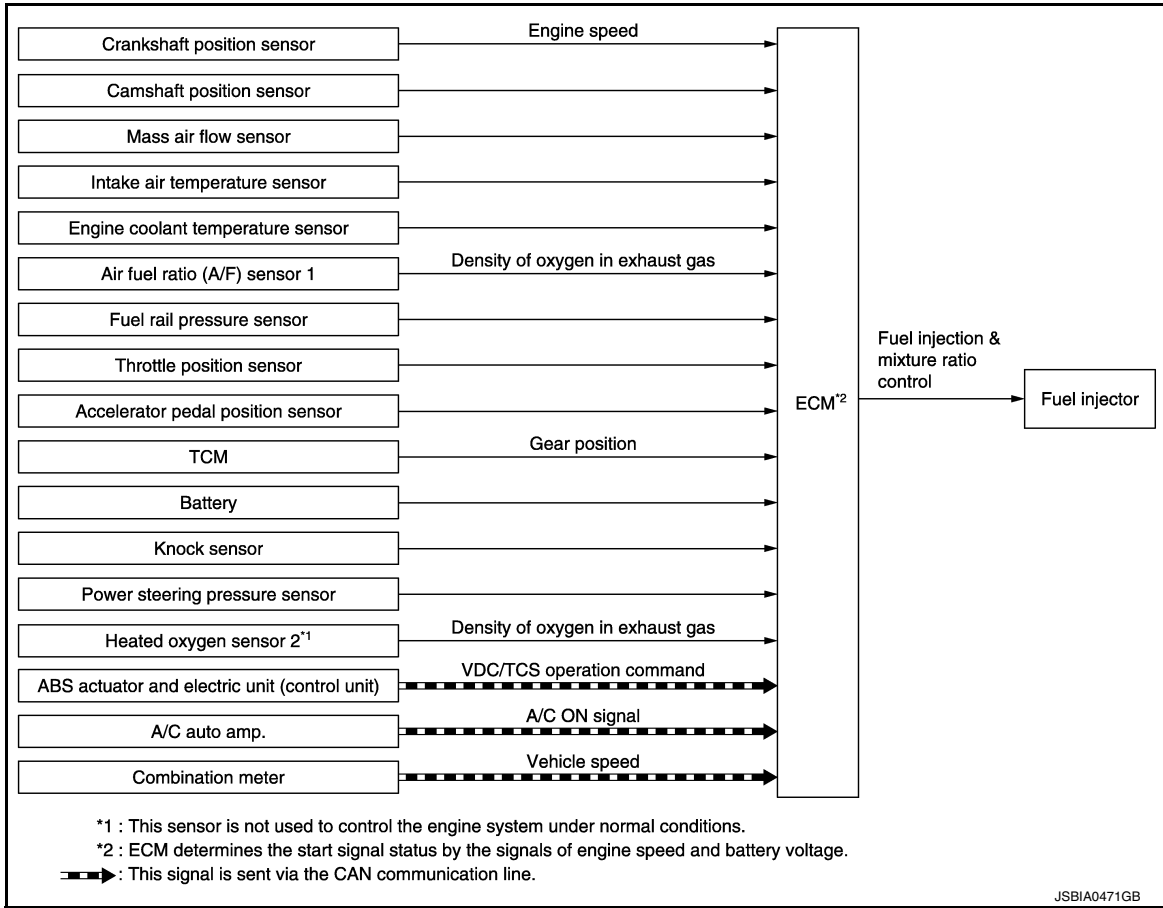 Crankshaft position sensor
Engine speed
Camshaft position sensor
Mass air flow sensor
Intake air temperature sensor
Engine coolant temperature sensor
Air fuel ratio (A/F) sensor 1
Density of oxygen in exhaust gas
Fuel rail pressure sensor
Throttle position sensor
Accelerator pedal position sensor
TCM
Gear position
Battery
Knock sensor
Power steering pressure sensor
Heated oxygen sensor 2*1
Density of oxygen in exhaust gas
ABS actuator and electric unit (control unit)
VDC/TCS operation command
A/C auto amp.
A/C ON signal
Combination meter
Vehicle speed
ECM*2
Fuel injection &
mixture ratio
control
Fuel injector
*1 : This sensor is not used to control the engine system under normal conditions.
*2 : ECM determines the start signal status by the signals of engine speed and battery voltage.
: This signal is sent via the CAN communication line.
JSBIA0471GB